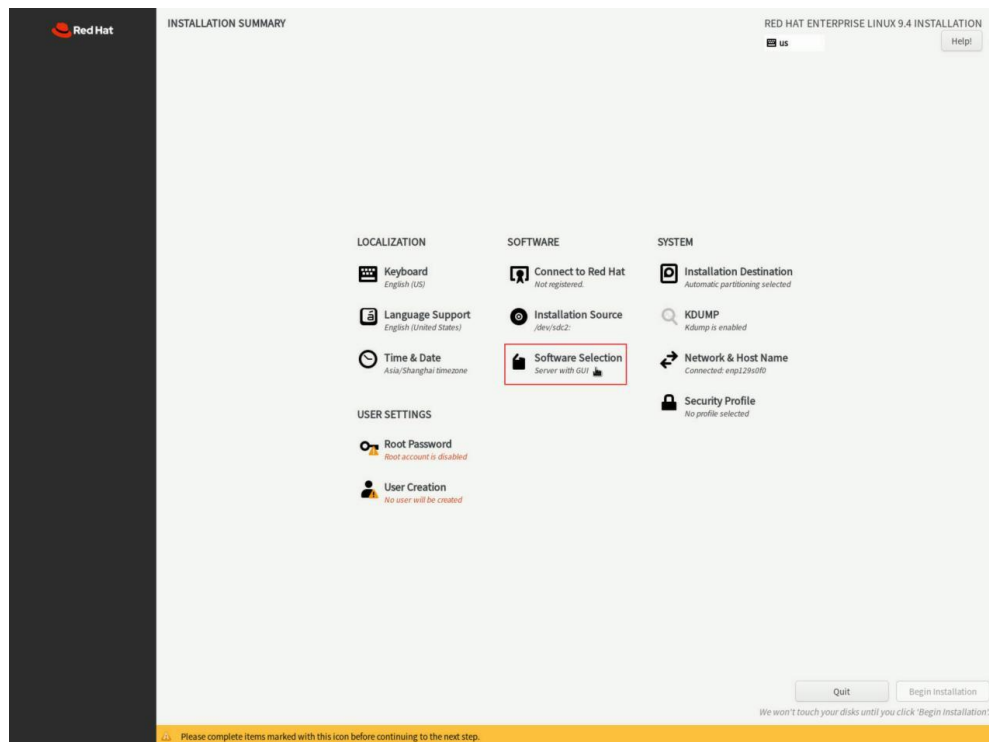 Red Hat
INSTALLATION SUMMARY
RED HAT ENTERPRISE LINUX 9.4 INSTALLATION
us
Help!
LOCALIZATION
Keyboard
English (US)
Language Support
English (United States)
Time & Date
Asia/Shanghai timezone
USER SETTINGS
Root Password
Root account is disabled
User Creation
No user will be created
SOFTWARE
Connect to Red Hat
Not registered.
Installation Source
/dev/sdc2:
Software Selection
Server with GUI
SYSTEM
Installation Destination
Automatic partitioning selected
KDUMP
Kdump is enabled
Network & Host Name
Connected: enp129s0f0
Security Profile
No profile selected
Quit
Begin Installation
We won't touch your disks until you click 'Begin Installation'.
Please complete items marked with this icon before continuing to the next step.